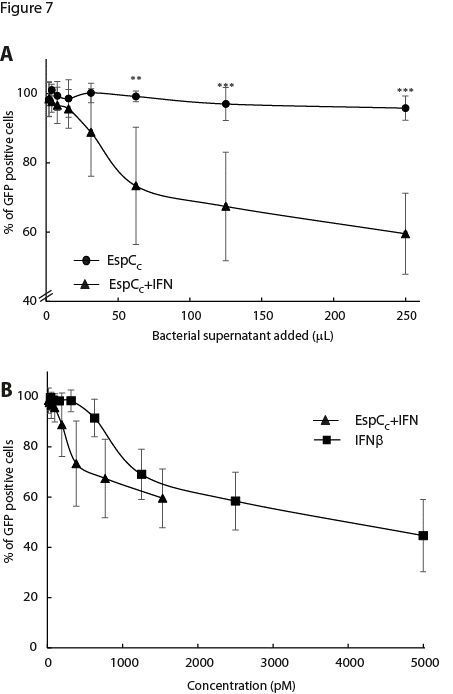 Figure 7
A
% of GFP positive cells
100
80
60
40
** *** ***
EspCc
EspCc+IFN
0 50 100 150 200 250
Bacterial supernatant added (μL)
B
% of GFP positive cells
100
80
60
40
20
0
EspCc+IFN
IFNβ
0 1000 2000 3000 4000 5000
Concentration (pM)